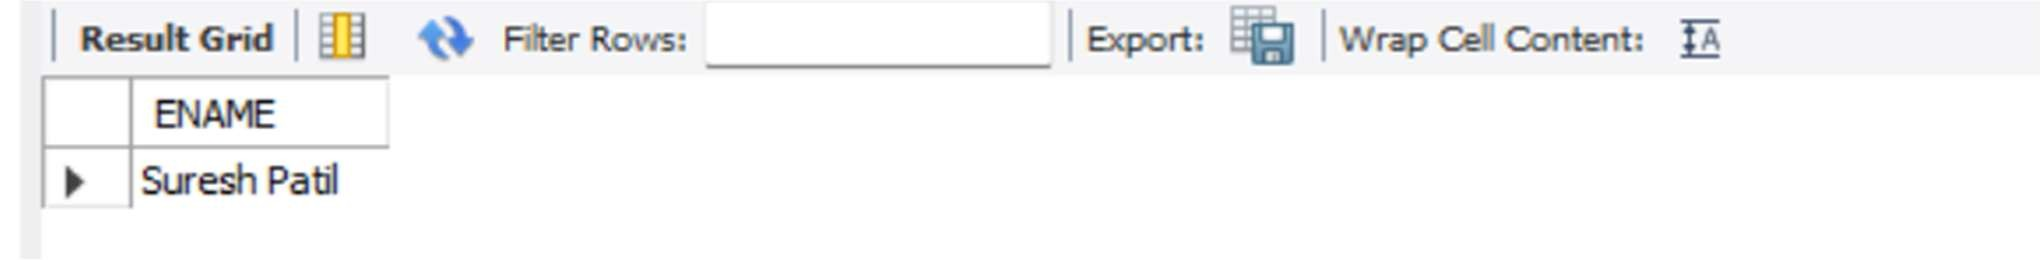 Result Grid Filter Rows: Export: Wrap Cell Content: A
ENAME
Suresh Patil